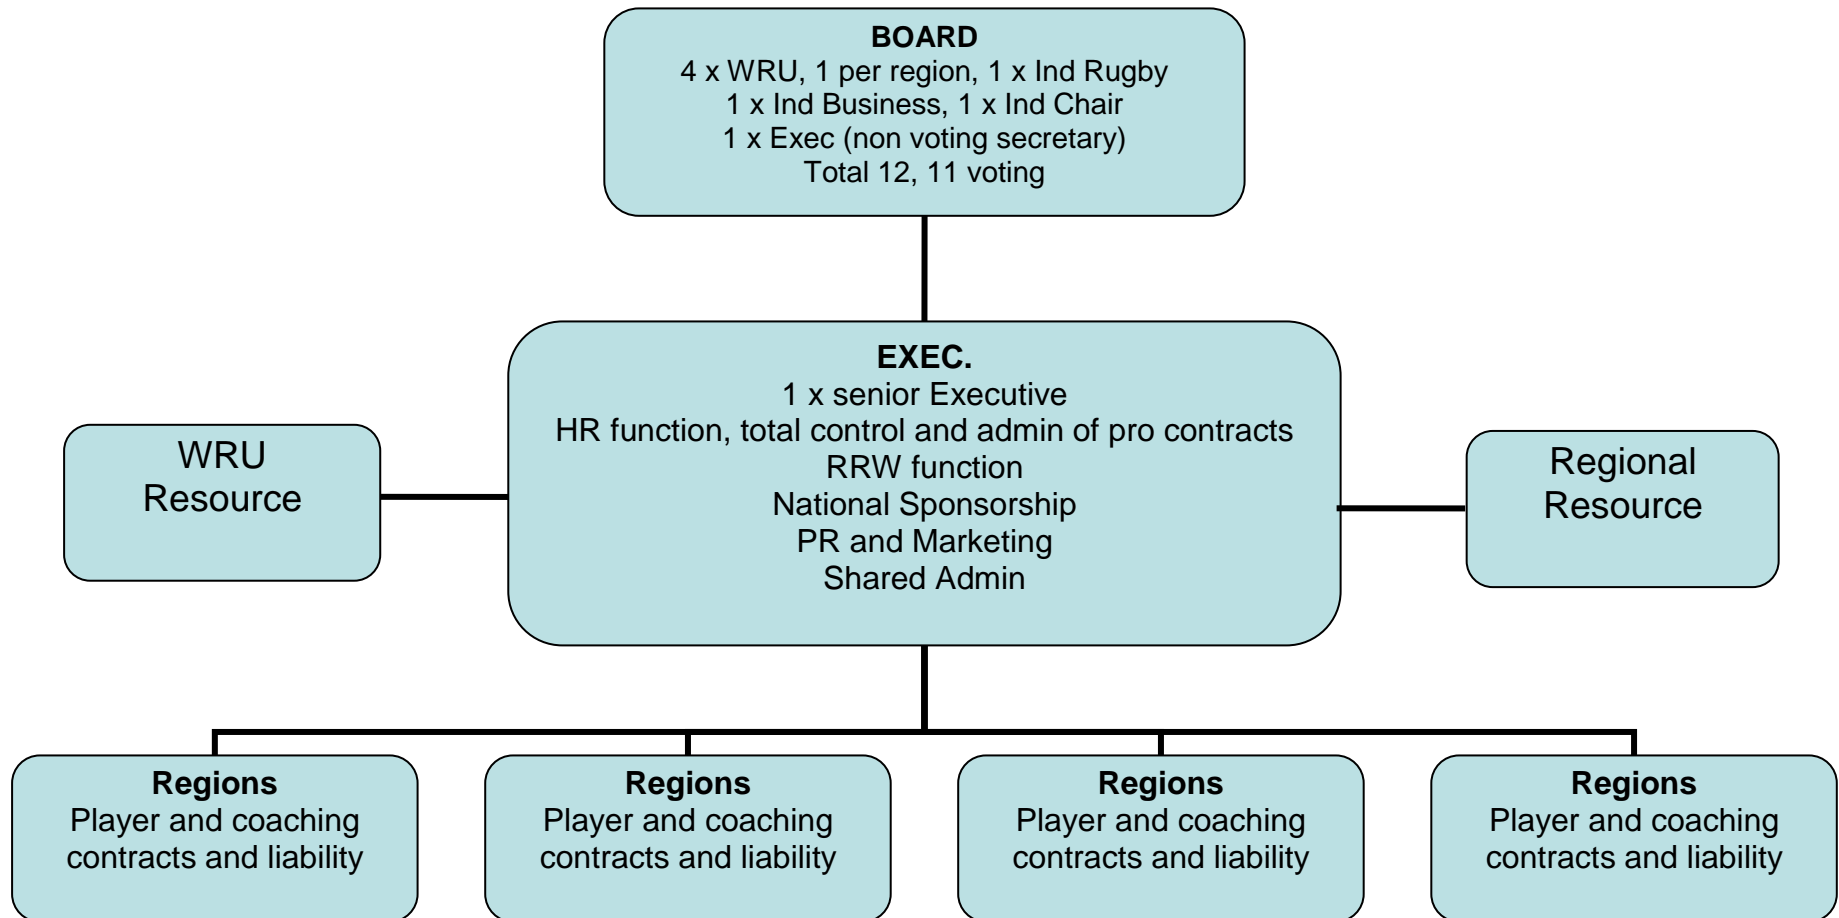 BOARD
4 x WRU, 1 per region, 1 x Ind Rugby
1 x Ind Business, 1 x Ind Chair
1 x Exec (non voting secretary)
Total 12, 11 voting
EXEC.
1 x senior Executive
HR function, total control and admin of pro contracts
RRW function
National Sponsorship
PR and Marketing
Shared Admin
WRU
Resource
Regional
Resource
Regions
Player and coaching
contracts and liability
Regions
Player and coaching
contracts and liability
Regions
Player and coaching
contracts and liability
Regions
Player and coaching
contracts and liability